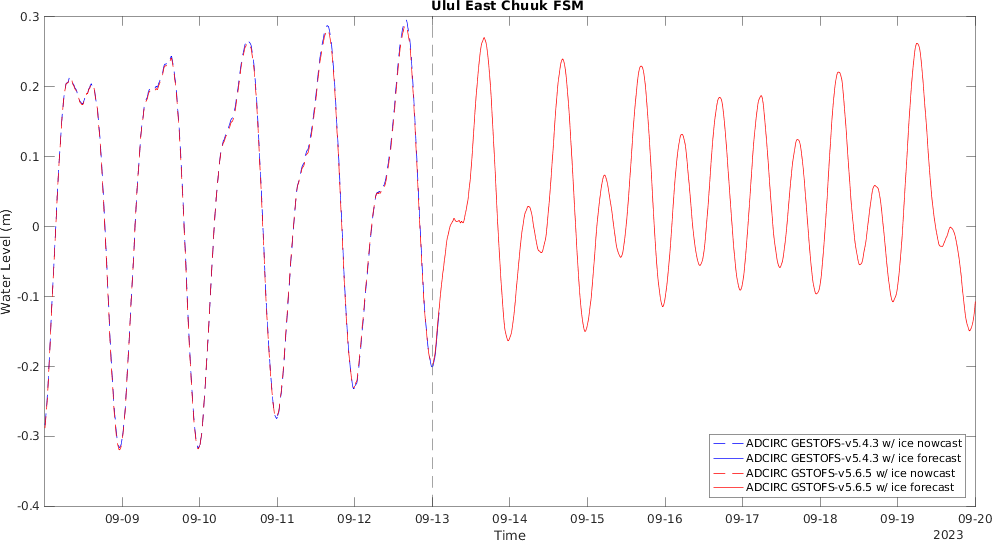 Ulul East Chuuk FSM
0.3
0.2
0.1
0
-0.1
-0.2
-0.3
-0.4
Water Level (m)
ADCIRC GESTOFS-v5.4.3 w/ ice nowcast
ADCIRC GESTOFS-v5.4.3 w/ ice forecast
ADCIRC GSTOFS-v5.6.5 w/ ice nowcast
ADCIRC GSTOFS-v5.6.5 w/ ice forecast
09-09 09-10 09-11 09-12 09-13 09-14 09-15 09-16 09-17 09-18 09-19 09-20
Time
2023